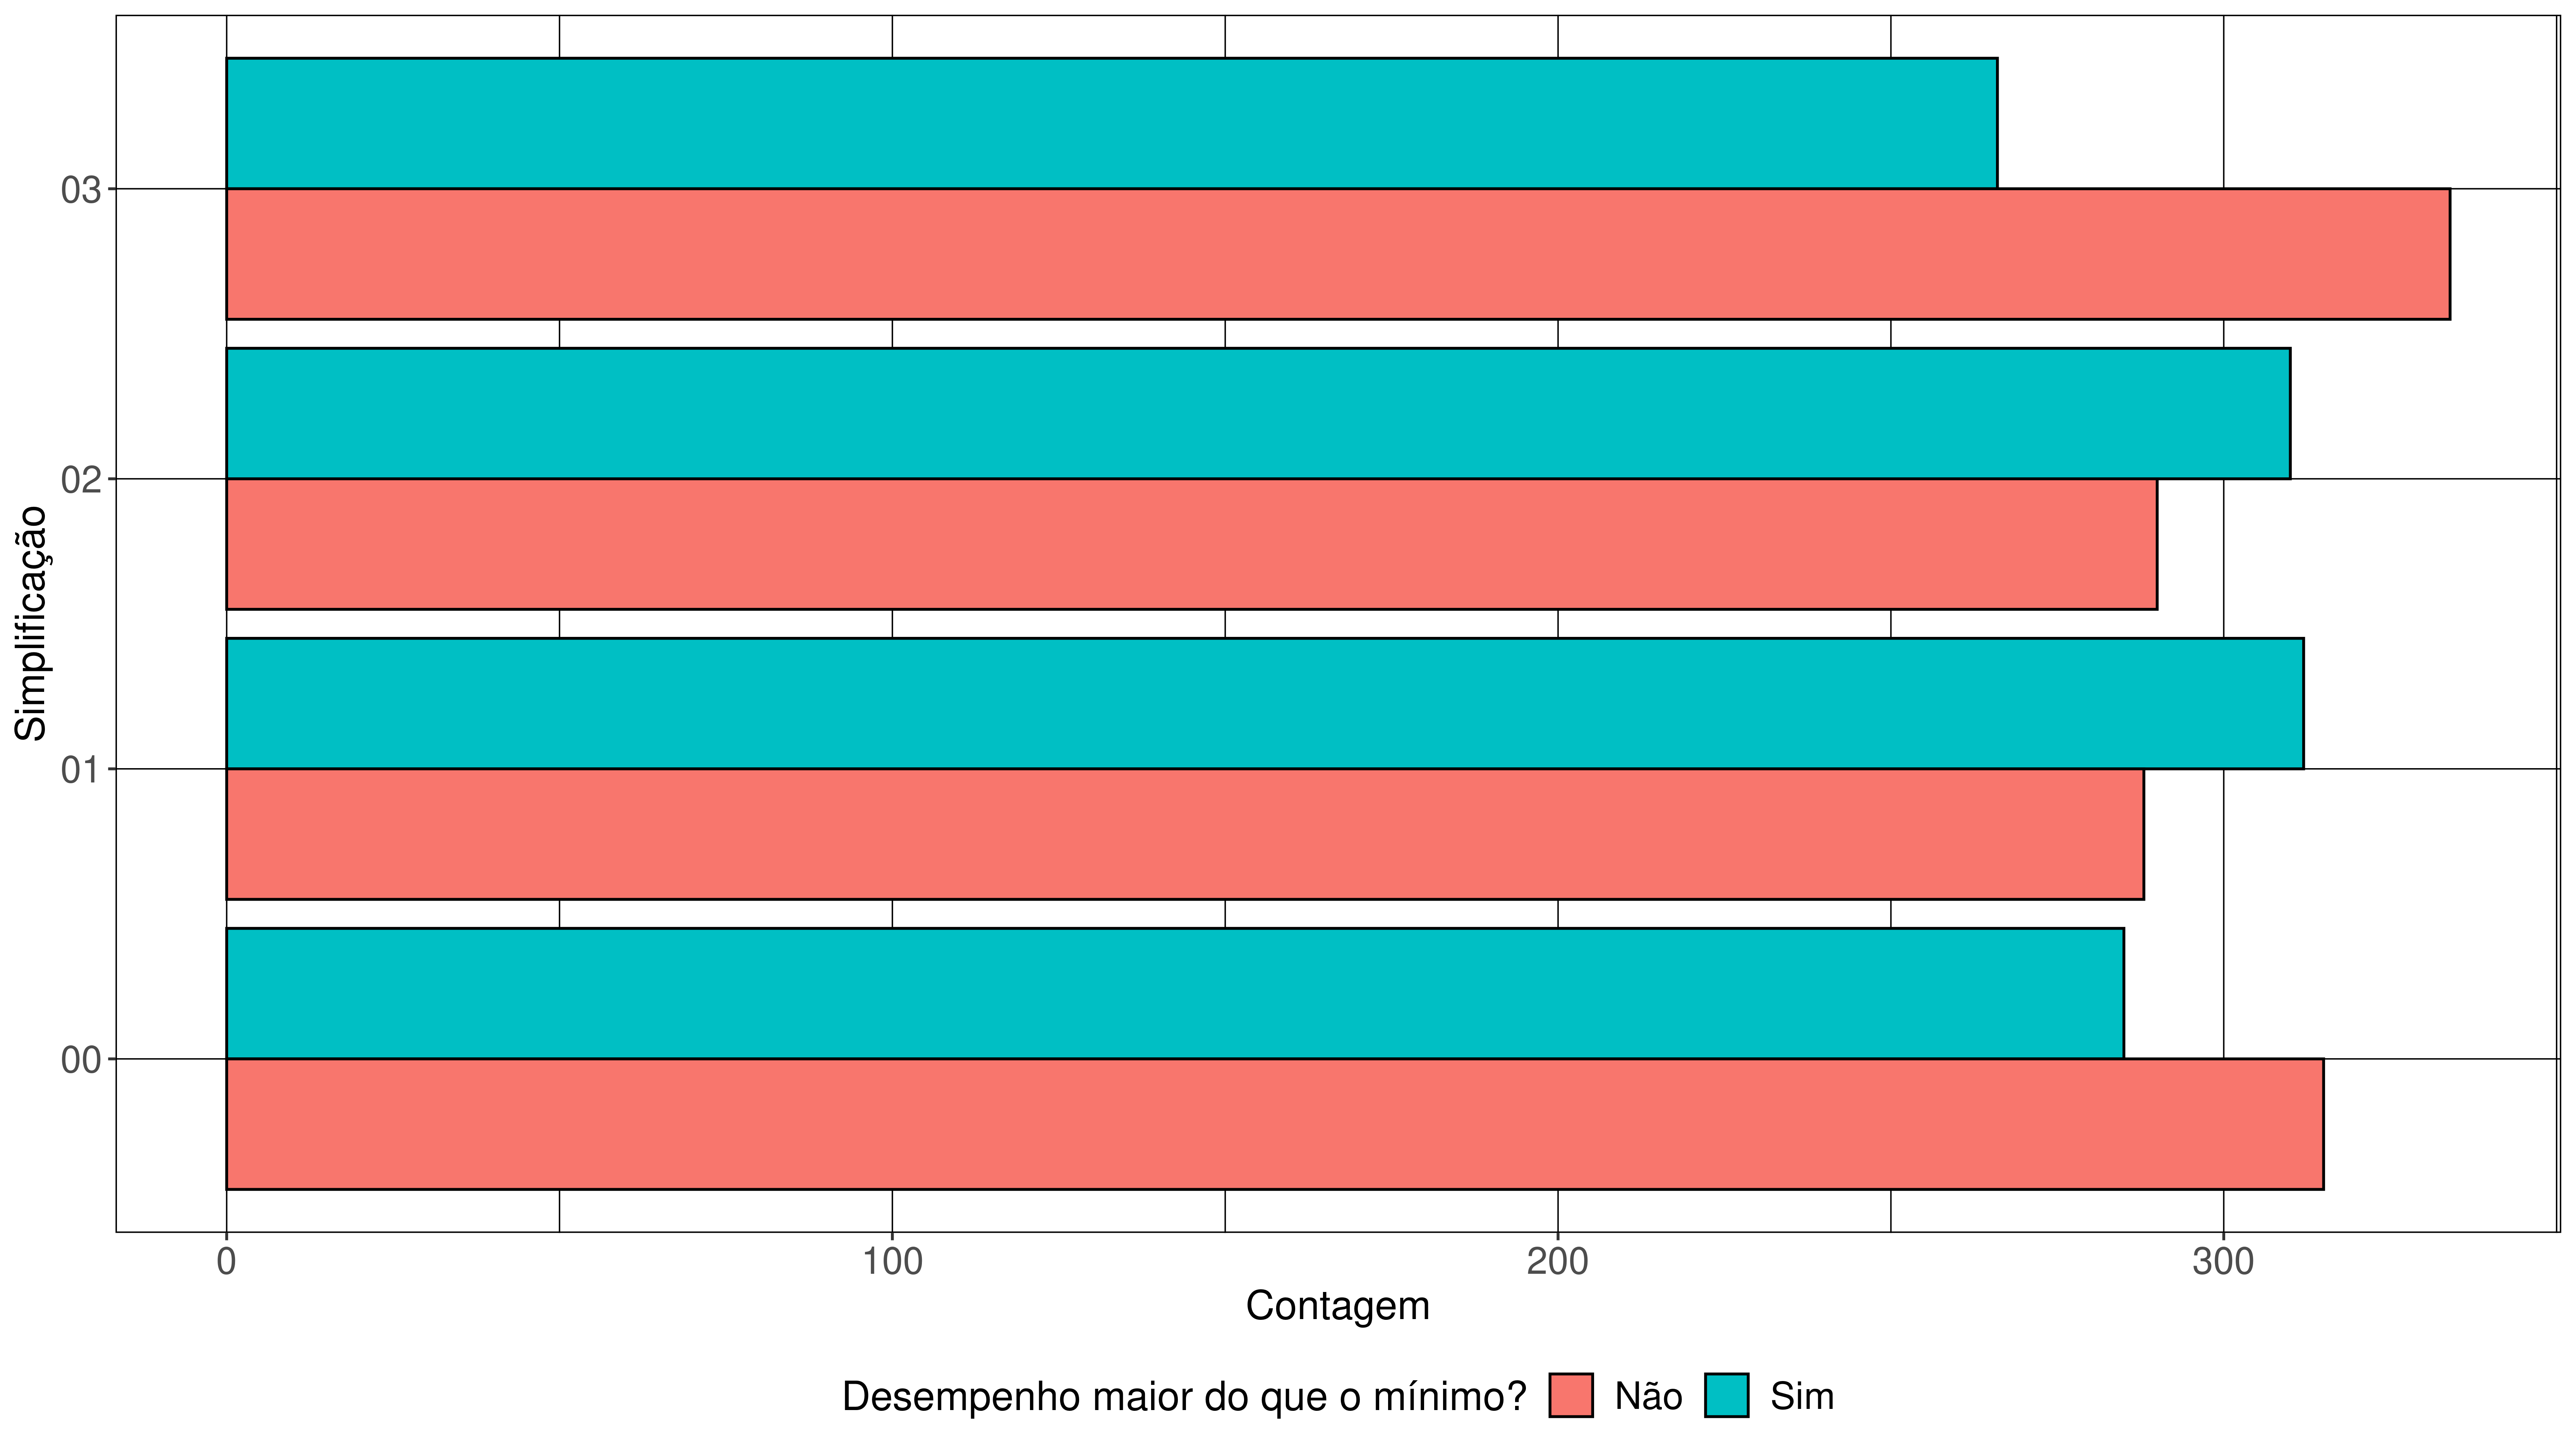 Simplificação
03
02
01
00
0 100 200 300
Contagem
Desempenho maior do que o mínimo? Não Sim